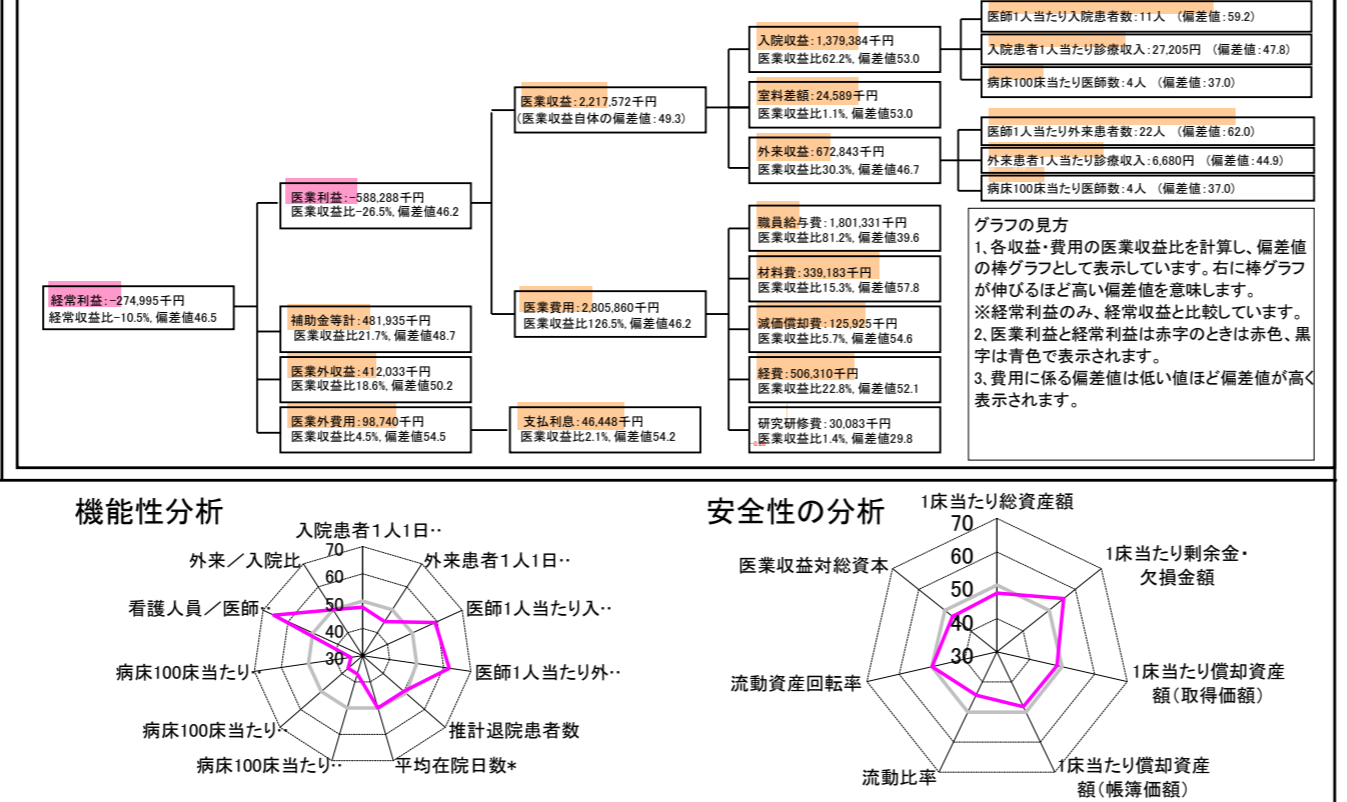 医師1人当たり入院患者数:11人 (偏差値:59.2)
入院収益:1,379,384千円
医業収益比62.2%, 偏差値53.0
入院患者1人当たり診療収入:27,205円 (偏差値:47.8)
病床100床当たり医師数:4人 (偏差値:37.0)
医業収益:2,217,572千円
(医業収益自体の偏差値:49.3)
室料差額:24,589千円
医業収益比1.1%, 偏差値53.0
医師1人当たり外来患者数:22人 (偏差値:62.0)
外来収益:672,843千円
医業収益比30.3%, 偏差値46.7
外来患者1人当たり診療収入:6,680円 (偏差値:44.9)
病床100床当たり医師数:4人 (偏差値:37.0)
医業利益:-588,288千円
医業収益比-26.5%, 偏差値46.2
職員給与費:1,801,331千円
医業収益比81.2%, 偏差値39.6
材料費:339,183千円
医業収益比15.3%, 偏差値57.8
経常利益:-274,995千円
経常収益比-10.5%, 偏差値46.5
医業費用:2,805,860千円
医業収益比126.5%, 偏差値46.2
補助金等計:481,935千円
医業収益比21.7%, 偏差値48.7
減価償却費:125,925千円
医業収益比5.7%, 偏差値54.6
医業外収益:412,033千円
医業収益比18.6%, 偏差値50.2
経費:506,310千円
医業収益比22.8%, 偏差値52.1
医業外費用:98,740千円
医業収益比4.5%, 偏差値54.5
支払利息:46,448千円
医業収益比2.1%, 偏差値54.2
研究研修費:30,083千円
医業収益比1.4%, 偏差値29.8
グラフの見方
1、各収益・費用の医業収益比を計算し、偏差値
の棒グラフとして表示しています。右に棒グラフ
が伸びるほど高い偏差値を意味します。
※経常利益のみ、経常収益と比較しています。
2、医業利益と経常利益は赤字のときは赤色、黒
字は青色で表示されます。
3、費用に係る偏差値は低い値ほど偏差値が高く
表示されます。
機能性分析
入院患者1人1日‥
外来患者1人1日‥
医師1人当たり入‥
医師1人当たり外‥
推計退院患者数
平均在院日数*
病床100床当たり‥
病床100床当たり‥
病床100床当たり‥
看護人員/医師‥
外来/入院比
70
60
50
40
30
安全性の分析
1床当たり総資産額
1床当たり剰余金・
欠損金額
1床当たり償却資産
額(取得価額)
1床当たり償却資産
額(帳簿価額)
流動比率
流動資産回転率
医業収益対総資本
70
60
50
40
30